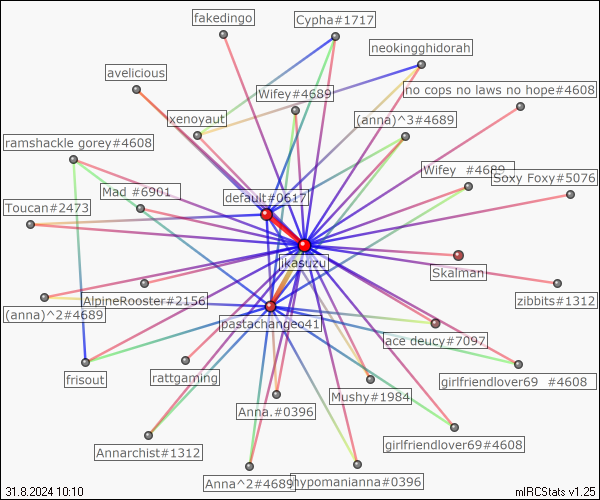 fakedingo
Cypha#1717
neokingghidorah
avelicious
Wifey#4689
no cops no laws no hope#4608
xenoyaut
(anna)^3#4689
ramshackle gorey#4608
Wifey #4689
Soxy Foxy#5076
Mad #6901
default#0617
Toucan#2473
jkasuzu
Skalman
AlpineRooster#2156
zibbits#1312
(anna)^2#4689
pastachangeo41
lace deucy#7097
frisout
rattgaming
girlfriendlover69 #4608
Mushy#1984
Anna.#0396
Annarchist#1312
girlfriendlover69#4608
Anna^2#4689
hypomanianna#0396
31.8.2024 10:10
mIRCStats v1.25